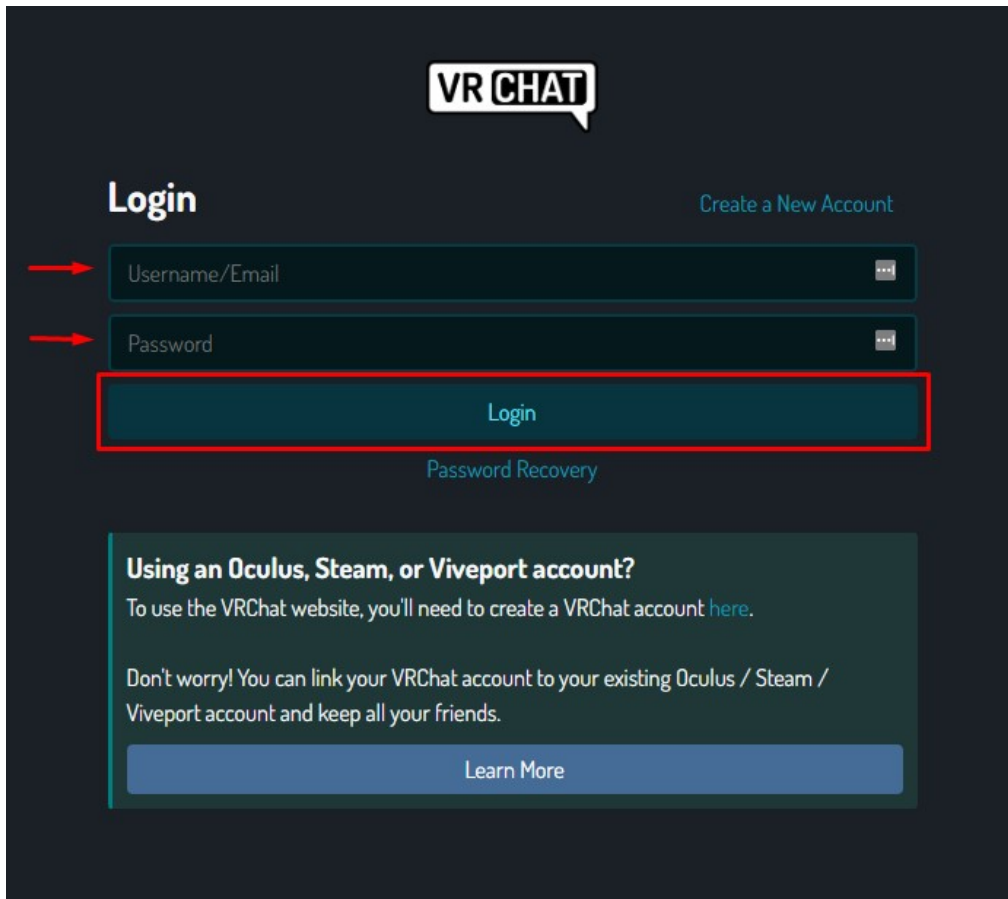 VR CHAT
Login
Create a New Account
Username/Email
Password
Login
Password Recovery
Using an Oculus, Steam, or Viveport account?
To use the VRChat website, you'll need to create a VRChat account here.
Don't worry! You can link your VRChat account to your existing Oculus / Steam /
Viveport account and keep all your friends.
Learn More